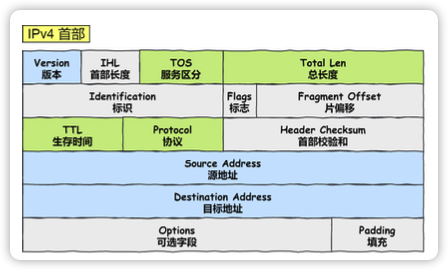 IPv4 首部
Version
版本
IHL
首部长度
TOS
服务区分
Total Len
总长度
Identification
标识
Flags
标志
Fragment Offset
片偏移
TTL
生存时间
Protocol
协议
Header Checksum
首部校验和
Source Address
源地址
Destination Address
目标地址
Options
可选字段
Padding
填充